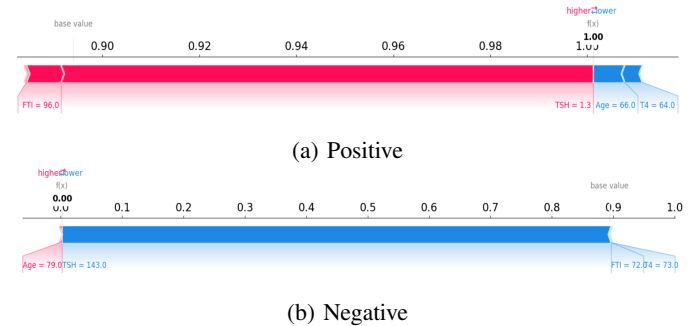 higher lower
base value f(x)
1.00
0.90 0.92 0.94 0.96 0.98 1.00
FTI = 96.0 TSH = 1.3 Age = 66.0 T4 = 64.0
(a) Positive
higher lower
f(x) base value
0.00
0.0 0.1 0.2 0.3 0.4 0.5 0.6 0.7 0.8 0.9 1.0
Age = 79.0 TSH = 143.0 FTI = 72.0 T4 = 73.0
(b) Negative